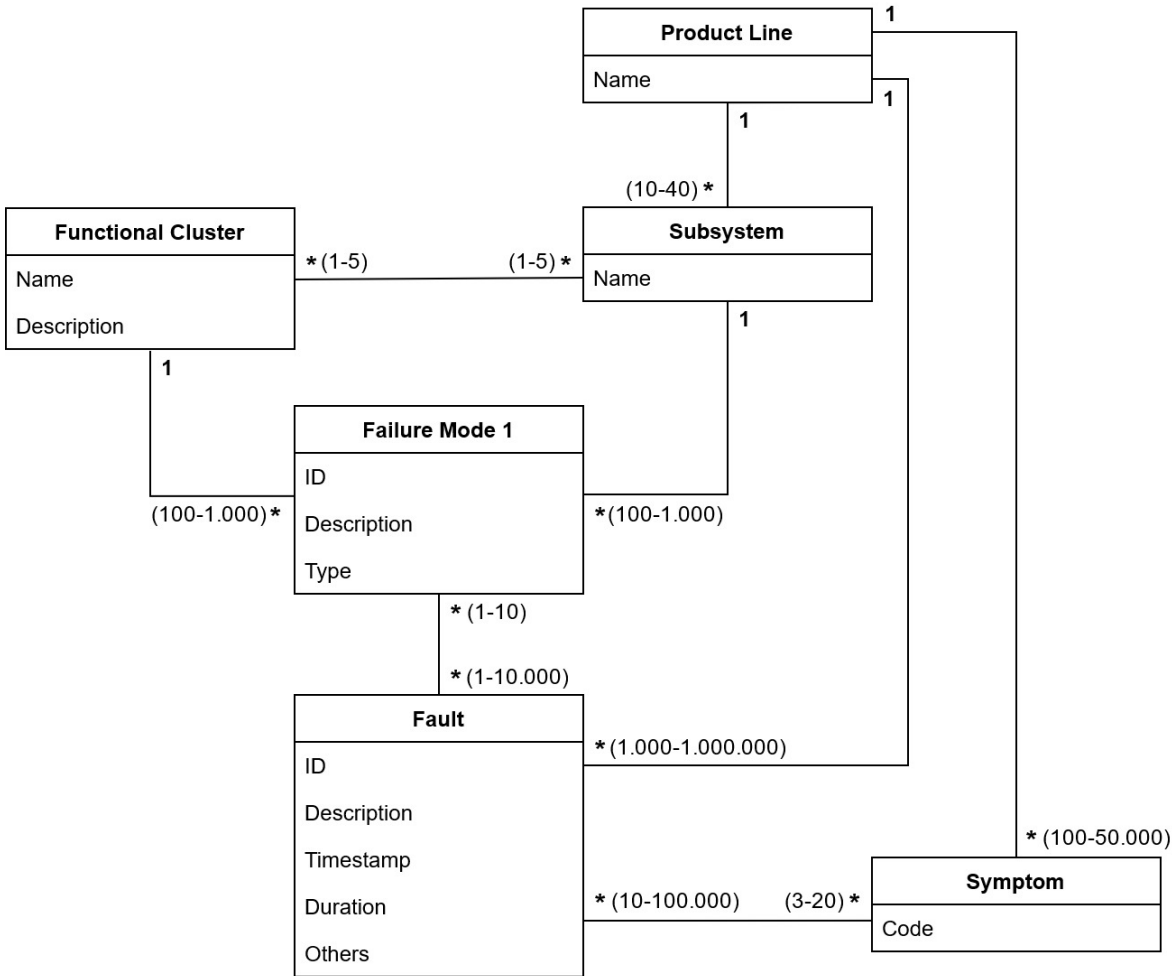 1
Product Line
Name
1
1
(10-40) *
Functional Cluster
Name
Description
* (1-5)
(1-5) *
Subsystem
Name
1
1
Failure Mode 1
ID
Description
Type
(100-1.000) *
* (100-1.000)
* (1-10)
* (1-10.000)
Fault
ID
Description
Timestamp
Duration
Others
* (1.000-1.000.000)
* (100-50.000)
* (10-100.000)
(3-20) *
Symptom
Code